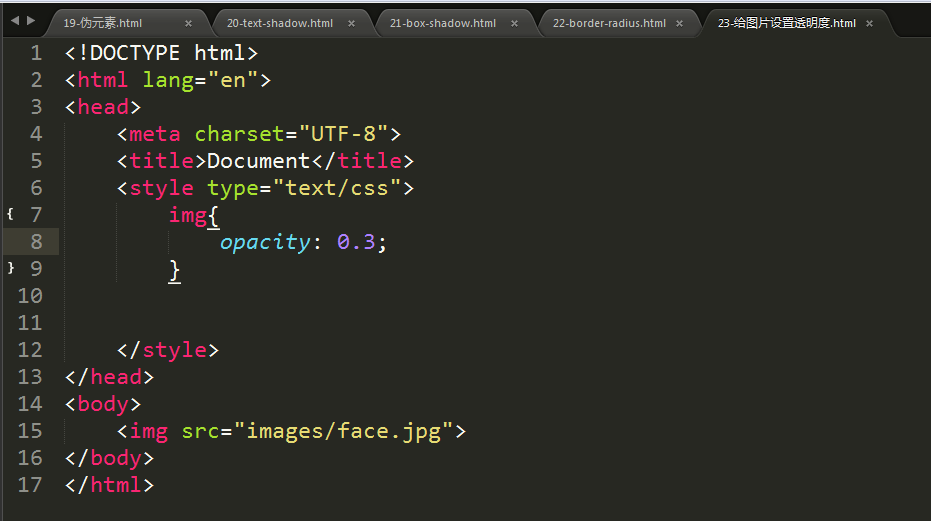 19-伪元素.html 20-text-shadow.html 21-box-shadow.html 22-border-radius.html 23-给图片设置透明度.html
1 <!DOCTYPE html>
2 <html lang="en">
3 <head>
4 <meta charset="UTF-8">
5 <title>Document</title>
6 <style type="text/css">
{ 7 img{
8 opacity: 0.3;
} 9 }
10
11
12 </style>
13 </head>
14 <body>
15 <img src="images/face.jpg">
16 </body>
17 </html>